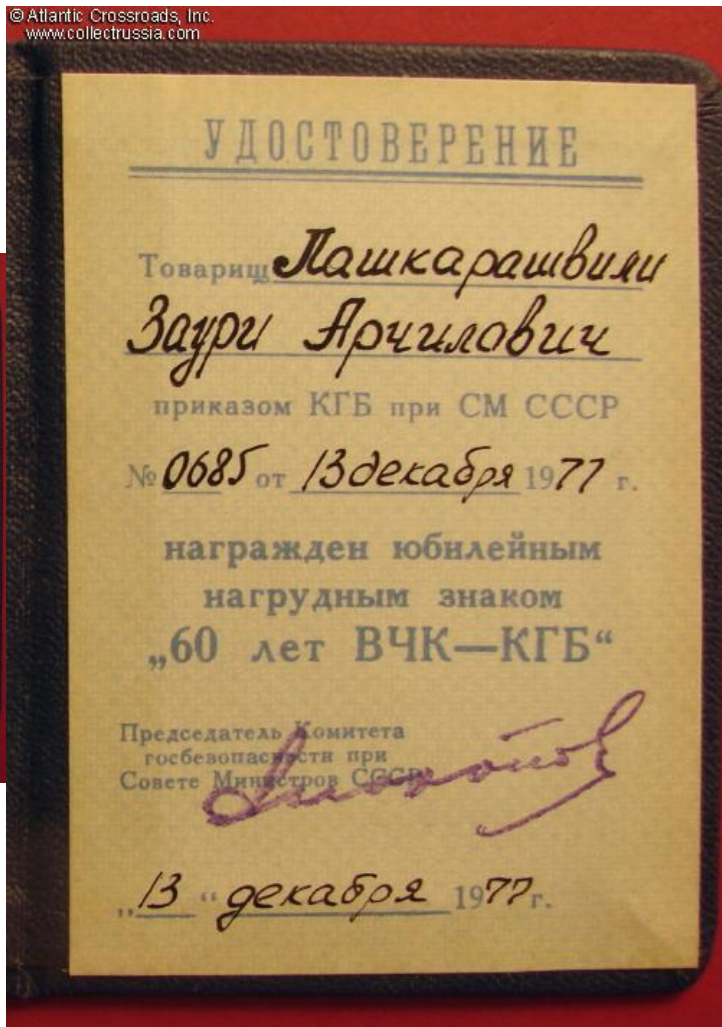 © Atlantic Crossroads, Inc.
www.collectrussia.com
УДОСТОВЕРЕНИЕ
Товарищ Лашкарашвили
Заури Арчилович
приказом КГБ при СМ СССР
№ 0685 от 13 декабря 1977 г.
награжден юбилейным
нагрудным знаком
„60 лет ВЧК—КГБ“
Председатель Комитета
госбезопасности при
Совете Министров СССР
„13“ декабря 1977 г.